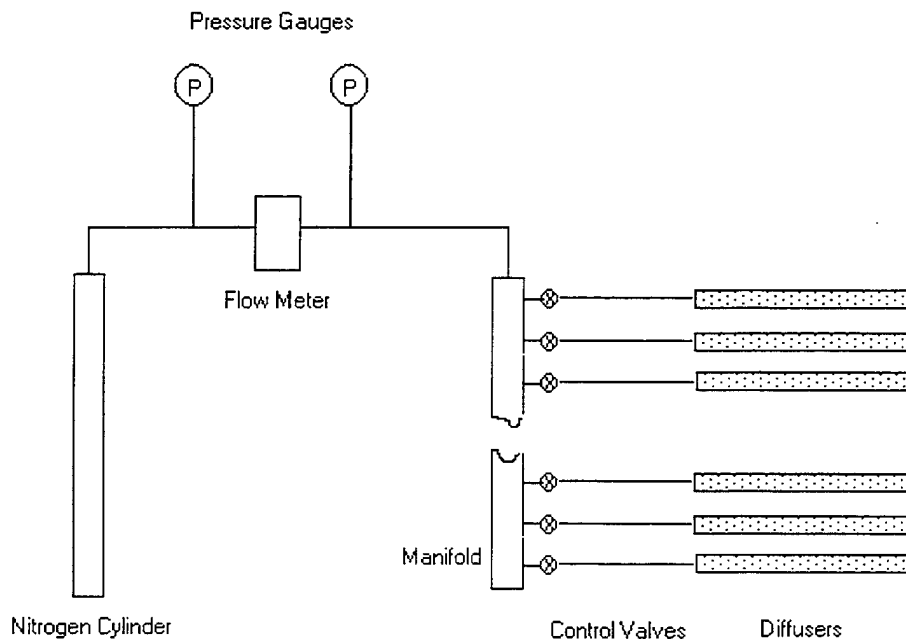 Pressure Gauges
P P
Flow Meter
Manifold
Nitrogen Cylinder Control Valves Diffusers